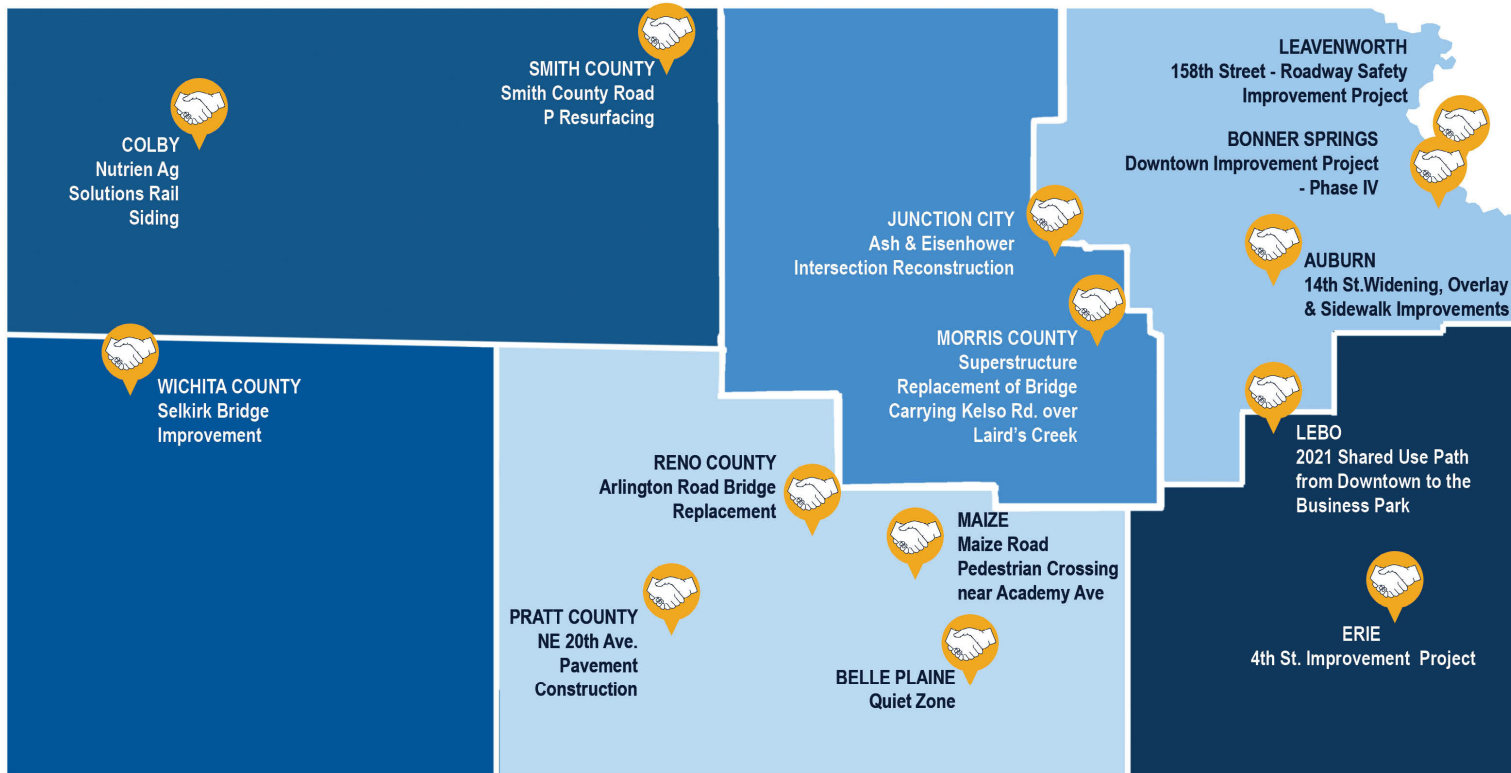 SMITH COUNTY
Smith County Road
P Resurfacing
COLBY
Nutrien Ag
Solutions Rail
Siding
LEAVENWORTH
158th Street - Roadway Safety
Improvement Project
BONNER SPRINGS
Downtown Improvement Project
- Phase IV
JUNCTION CITY
Ash & Eisenhower
Intersection Reconstruction
AUBURN
14th St.Widening, Overlay
& Sidewalk Improvements
MORRIS COUNTY
Superstructure
Replacement of Bridge
Carrying Kelso Rd. over
Laird's Creek
WICHITA COUNTY
Selkirk Bridge
Improvement
LEBO
2021 Shared Use Path
from Downtown to the
Business Park
RENO COUNTY
Arlington Road Bridge
Replacement
MAIZE
Maize Road
Pedestrian Crossing
near Academy Ave
PRATT COUNTY
NE 20th Ave.
Pavement
Construction
BELLE PLAINE
Quiet Zone
ERIE
4th St. Improvement  Project